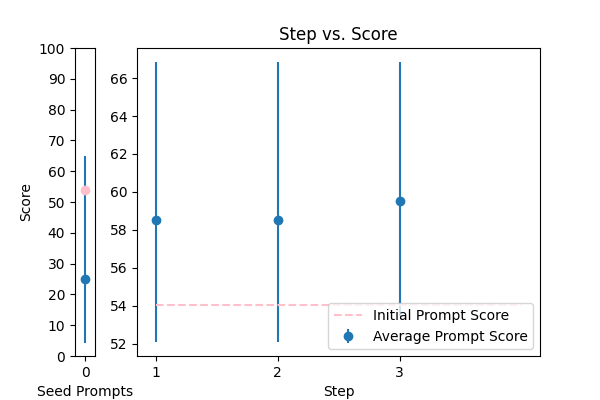 Step vs. Score
100
90
80
70
60
50
40
30
20
10
0
Score
0
Seed Prompts
66
64
62
60
58
56
54
52
1 2 3
Step
Initial Prompt Score
Average Prompt Score